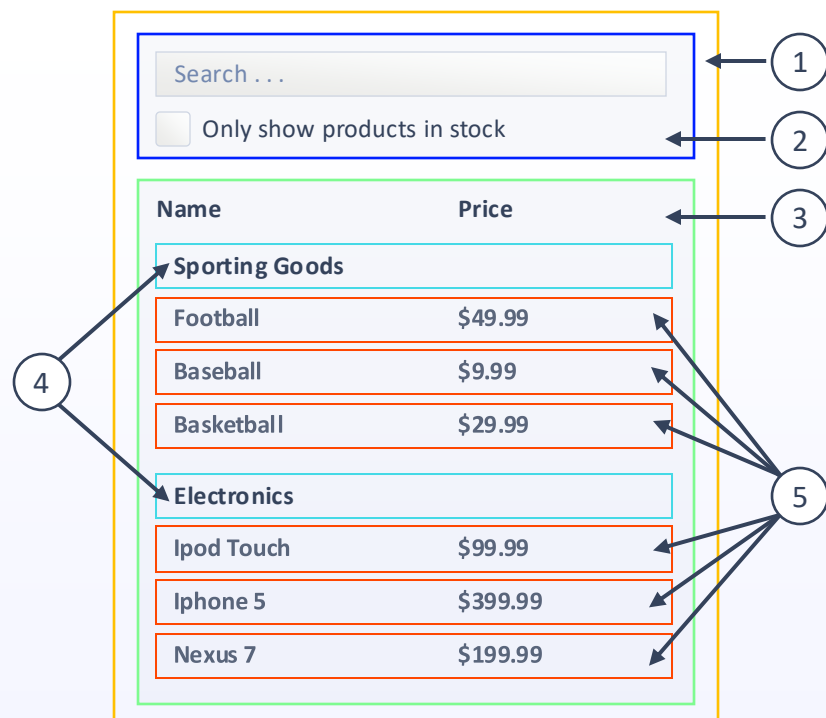 Search . . .
1
Only show products in stock
2
Name Price
3
Sporting Goods
Football $49.99
Baseball $9.99
4
Basketball $29.99
Electronics
5
Ipod Touch $99.99
Iphone 5 $399.99
Nexus 7 $199.99